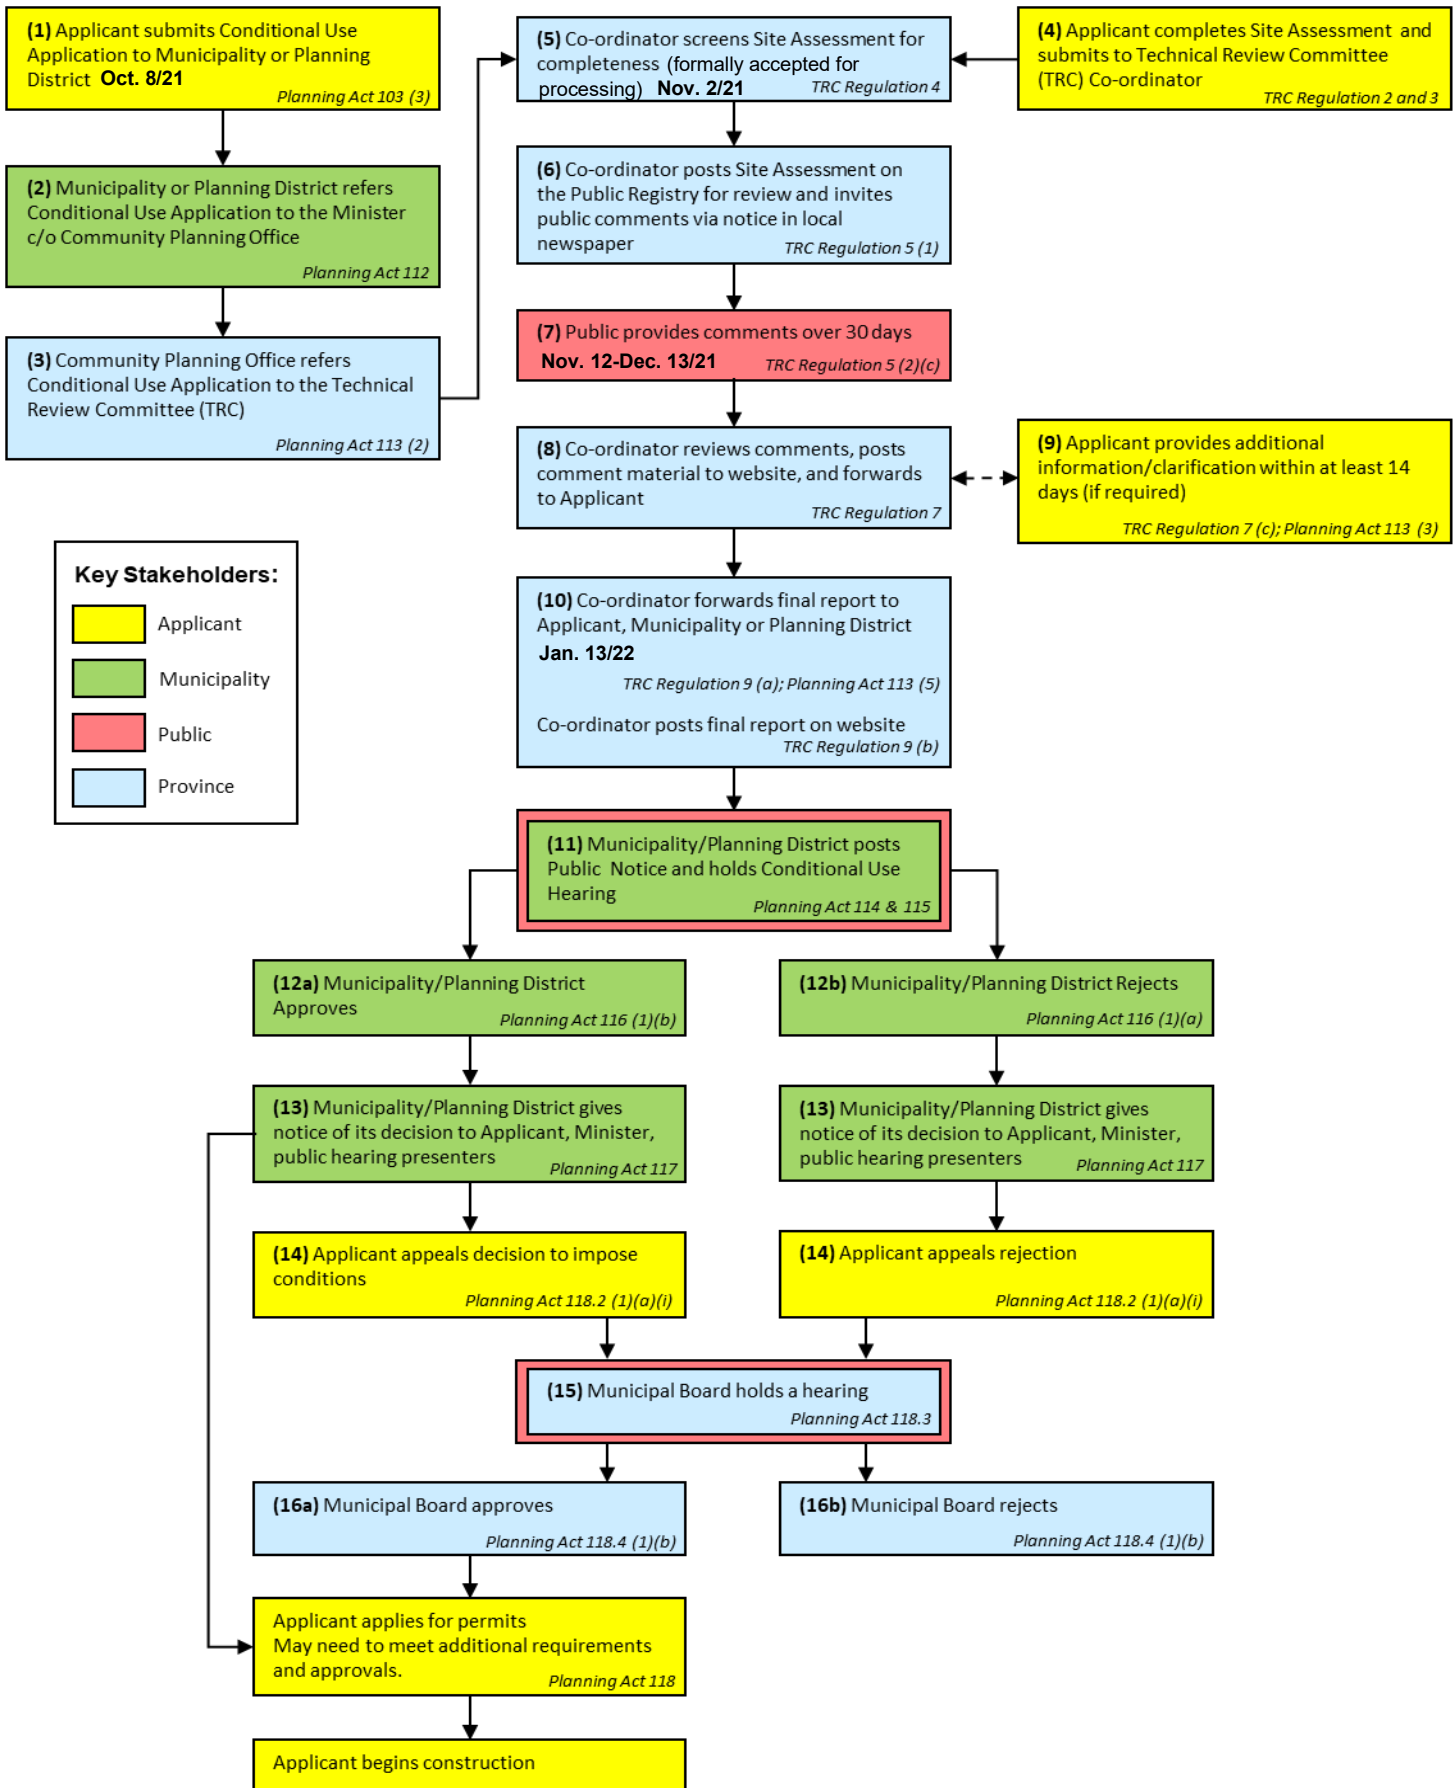 (1) Applicant submits Conditional Use
Application to Municipality or Planning
District Oct. 8/21
Planning Act 103 (3)
(2) Municipality or Planning District refers
Conditional Use Application to the Minister
c/o Community Planning Office
Planning Act 112
(3) Community Planning Office refers
Conditional Use Application to the Technical
Review Committee (TRC)
Planning Act 113 (2)
(4) Applicant completes Site Assessment and
submits to Technical Review Committee
(TRC) Co-ordinator
TRC Regulation 2 and 3
(5) Co-ordinator screens Site Assessment for
completeness (formally accepted for
processing) Nov. 2/21 TRC Regulation 4
(6) Co-ordinator posts Site Assessment on
the Public Registry for review and invites
public comments via notice in local
newspaper
TRC Regulation 5 (1)
(7) Public provides comments over 30 days
Nov. 12-Dec. 13/21 TRC Regulation 5 (2)(c)
(8) Co-ordinator reviews comments, posts
comment material to website, and forwards
to Applicant
TRC Regulation 7
(9) Applicant provides additional
information/clarification within at least 14
days (if required)
TRC Regulation 7 (c); Planning Act 113 (3)
Key Stakeholders:
Applicant
Municipality
Public
Province
(10) Co-ordinator forwards final report to
Applicant, Municipality or Planning District
Jan. 13/22
TRC Regulation 9 (a); Planning Act 113 (5)
Co-ordinator posts final report on website
TRC Regulation 9 (b)
(11) Municipality/Planning District posts
Public Notice and holds Conditional Use
Hearing
Planning Act 114 & 115
(12a) Municipality/Planning District
Approves
Planning Act 116 (1)(b)
(12b) Municipality/Planning District Rejects
Planning Act 116 (1)(a)
(13) Municipality/Planning District gives
notice of its decision to Applicant, Minister,
public hearing presenters
Planning Act 117
(13) Municipality/Planning District gives
notice of its decision to Applicant, Minister,
public hearing presenters
Planning Act 117
(14) Applicant appeals decision to impose
conditions
Planning Act 118.2 (1)(a)(i)
(14) Applicant appeals rejection
Planning Act 118.2 (1)(a)(i)
(15) Municipal Board holds a hearing
Planning Act 118.3
(16a) Municipal Board approves
Planning Act 118.4 (1)(b)
(16b) Municipal Board rejects
Planning Act 118.4 (1)(b)
Applicant applies for permits
May need to meet additional requirements
and approvals.
Planning Act 118
Applicant begins construction